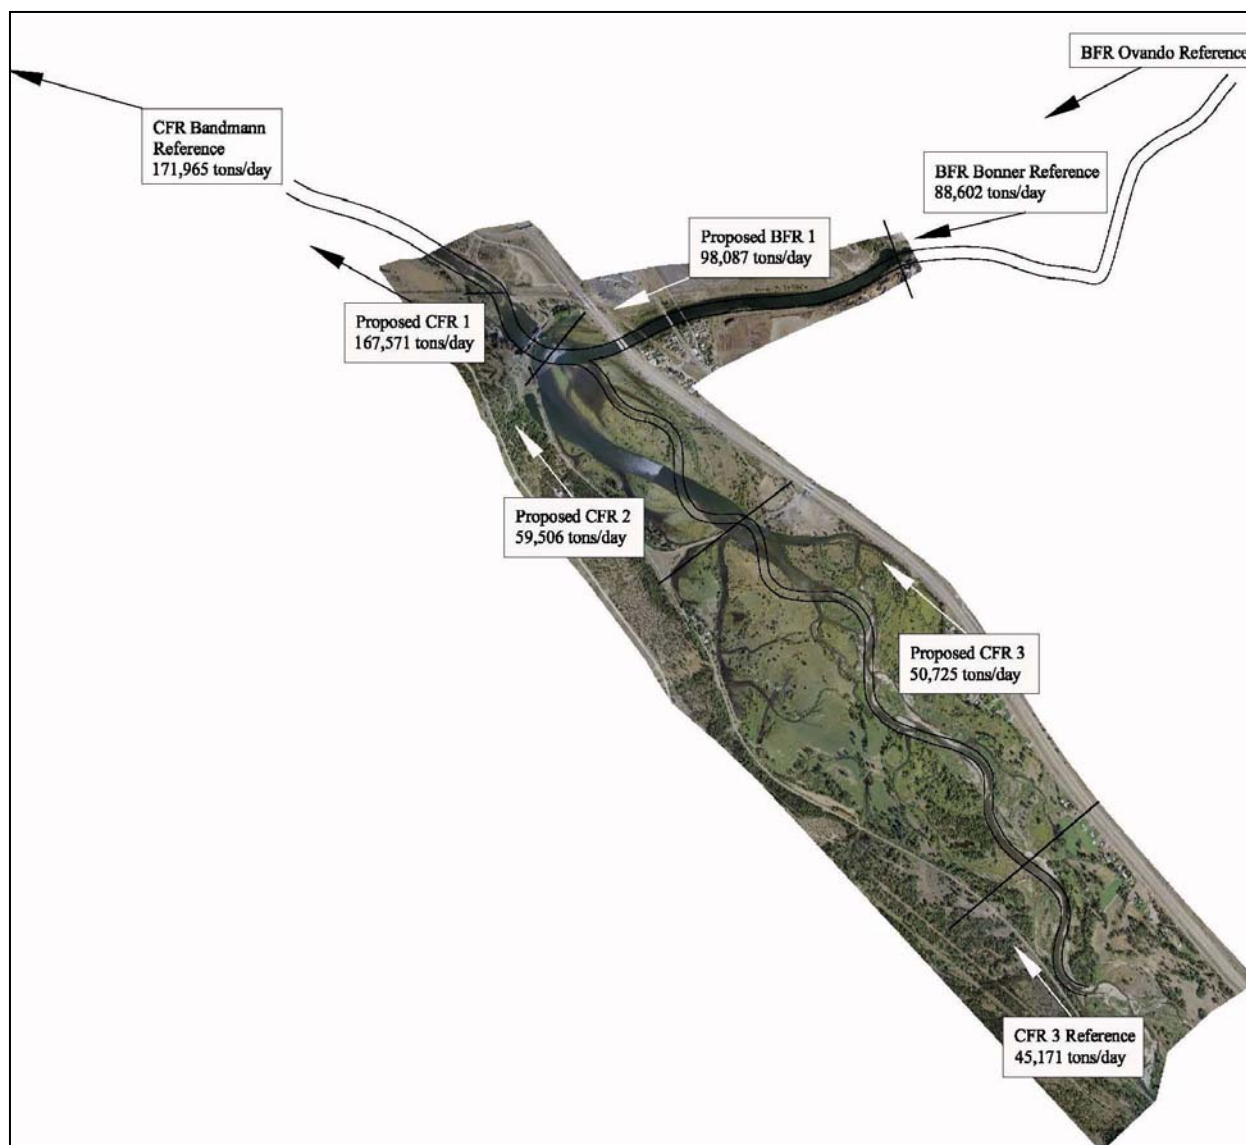 BFR Ovando Reference
CFR Bandmann
Reference
171,965 tons/day
BFR Bonner Reference
88,602 tons/day
Proposed BFR 1
98,087 tons/day
Proposed CFR 1
167,571 tons/day
Proposed CFR 2
59,506 tons/day
Proposed CFR 3
50,725 tons/day
CFR 3 Reference
45,171 tons/day